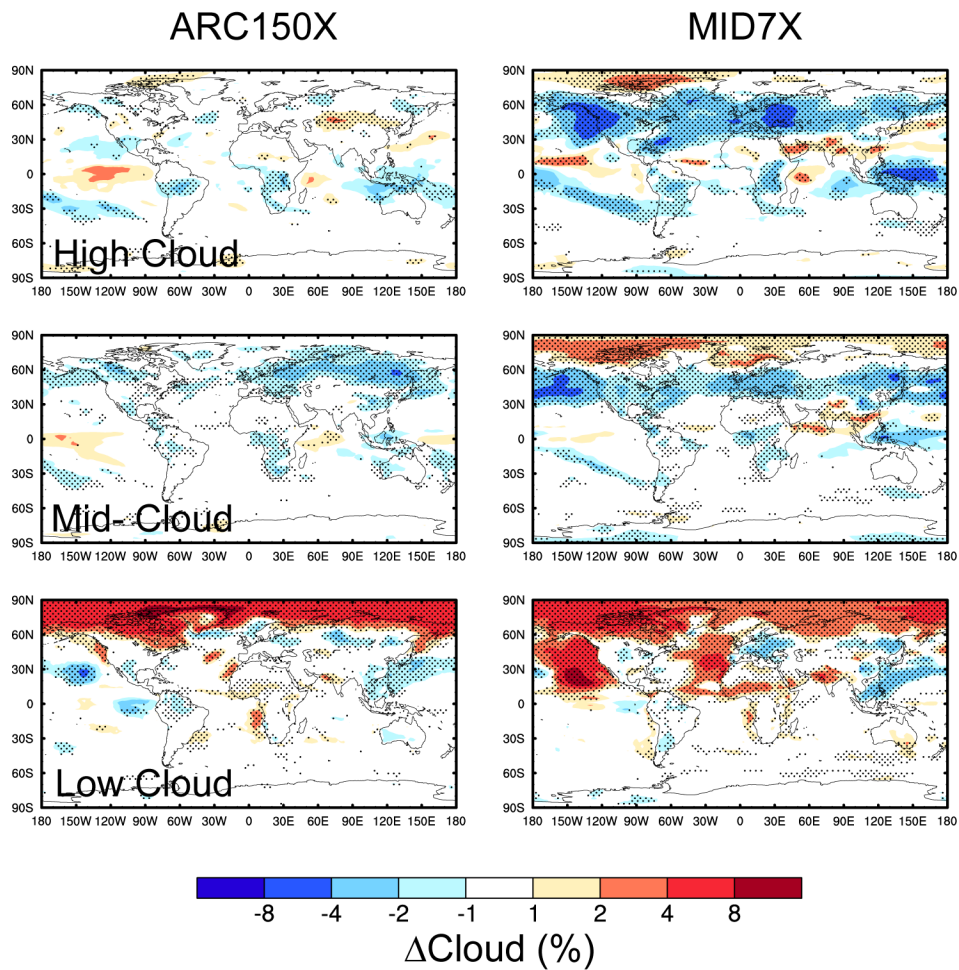 ARC150X MID7X
90N 90N
60N 60N
30N 30N
0 0
30S 30S
60S 60S
High Cloud
90S 90S
180 150W 120W 90W 60W 30W 0 30E 60E 90E 120E 150E 180 180 150W 120W 90W 60W 30W 0 30E 60E 90E 120E 150E 180
90N 90N
60N 60N
30N 30N
0 0
30S 30S
60S 60S
Mid- Cloud
90S 90S
180 150W 120W 90W 60W 30W 0 30E 60E 90E 120E 150E 180 180 150W 120W 90W 60W 30W 0 30E 60E 90E 120E 150E 180
90N 90N
60N 60N
30N 30N
0 0
30S 30S
60S 60S
Low Cloud
90S 90S
180 150W 120W 90W 60W 30W 0 30E 60E 90E 120E 150E 180 180 150W 120W 90W 60W 30W 0 30E 60E 90E 120E 150E 180
-8 -4 -2 -1 1 2 4 8
ΔCloud (%)